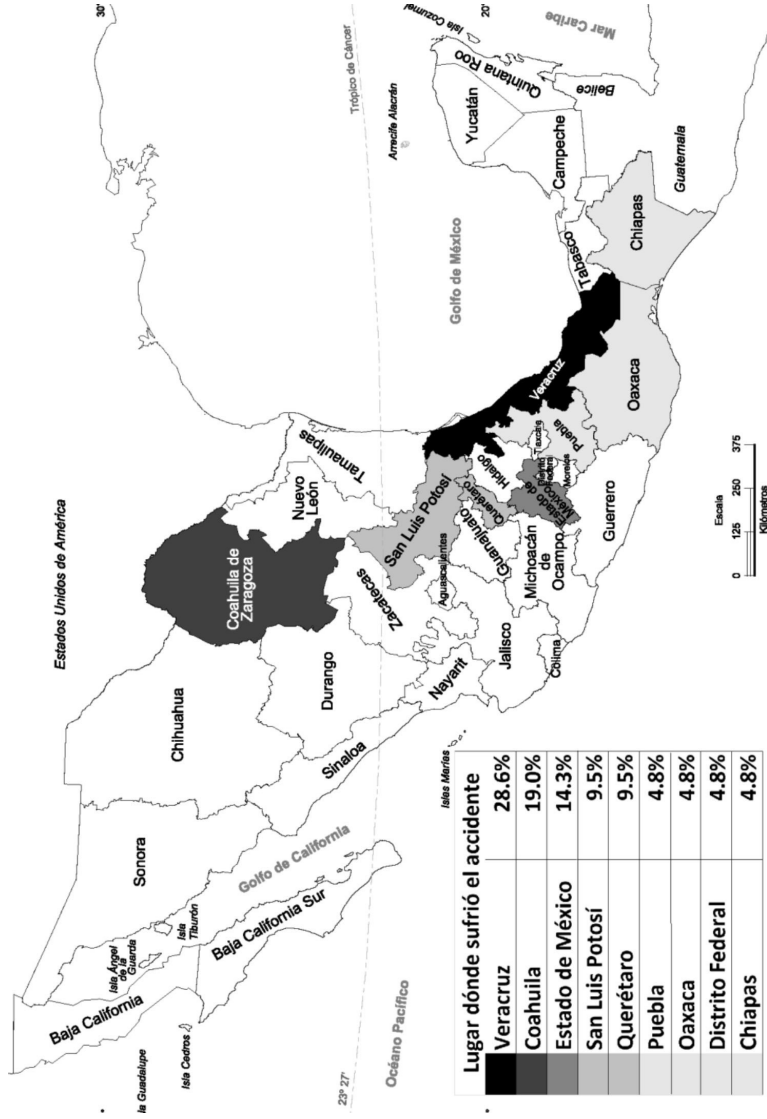 Estados Unidos de América
30'
Isla Ángel
de la
Guarda
Sonora
Chihuahua
Coahuila de
Zaragoza
Nuevo
León
Tamaulipas
Baja California
Isla
Tiburón
Isla Guadalupe
Isla Cedros
Golfo de California
Baja California Sur
Sinaloa
Durango
Zacatecas
San Luis Potosí
Trópico de Cáncer
23° 27'
Océano Pacífico
Golfo de México
Arrecife Alacrán
Islas Marías
Nayarit
Aguascalientes
Jalisco
Guanajuato
Querétaro
Hidalgo
Veracruz
Yucatán
Quintana Roo
Isla Cozumel
20'
Colima
Michoacán
de
Ocampo
Estado de
México
Distrito
Federal
Tlaxcala
Morelos
Puebla
Guerrero
Oaxaca
Tabasco
Campeche
Chiapas
Belice
Guatemala
Mar Caribe
Escala
0 125 250 375
Kilómetros
Lugar dónde sufrió el accidente
Veracruz 28.6%
Coahuila 19.0%
Estado de México 14.3%
San Luis Potosí 9.5%
Querétaro 9.5%
Puebla 4.8%
Oaxaca 4.8%
Distrito Federal 4.8%
Chiapas 4.8%